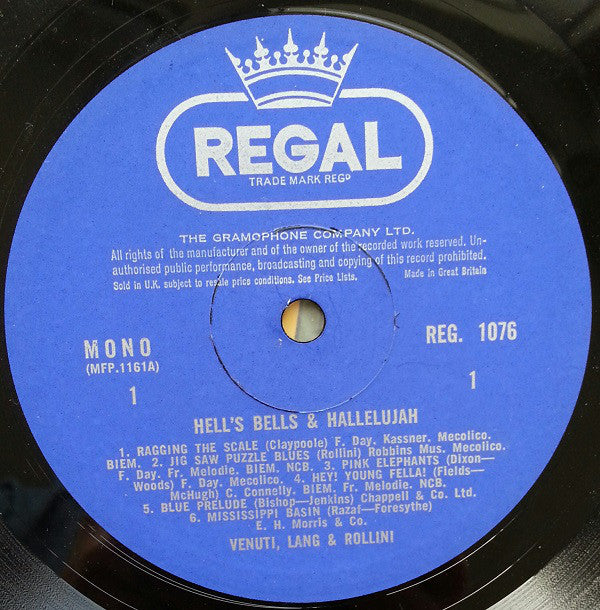 REGAL
TRADE MARK REGD
THE GRAMOPHONE COMPANY LTD.
All rights of the manufacturer and of the owner of the recorded work reserved. Un-
authorised public performance, broadcasting and copying of this record prohibited.
Sold in U.K. subject to resale price conditions. See Price Lists. Made in Great Britain
MONO REG. 1076
(MFP.1161A)
1 1
HELL'S BELLS & HALLELUJAH
1. RAGGING THE SCALE (Claypoole) F. Day. Kassner. Mecolico.
BIEM. 2. JIG SAW PUZZLE BLUES (Rollini) Robbins Mus. Mecolico.
F. Day. Fr. Melodie. BIEM. NCB. 3. PINK ELEPHANTS (Dixon—
Woods) F. Day. Mecolico. 4. HEY! YOUNG FELLA! (Fields—
McHugh) C. Connelly. BIEM. Fr. Melodie. NCB.
5. BLUE PRELUDE (Bishop—Jenkins) Chappell & Co. Ltd.
6. MISSISSIPPI BASIN (Razaf—Foresythe)
E. H. Morris & Co.
VENUTI, LANG & ROLLINI